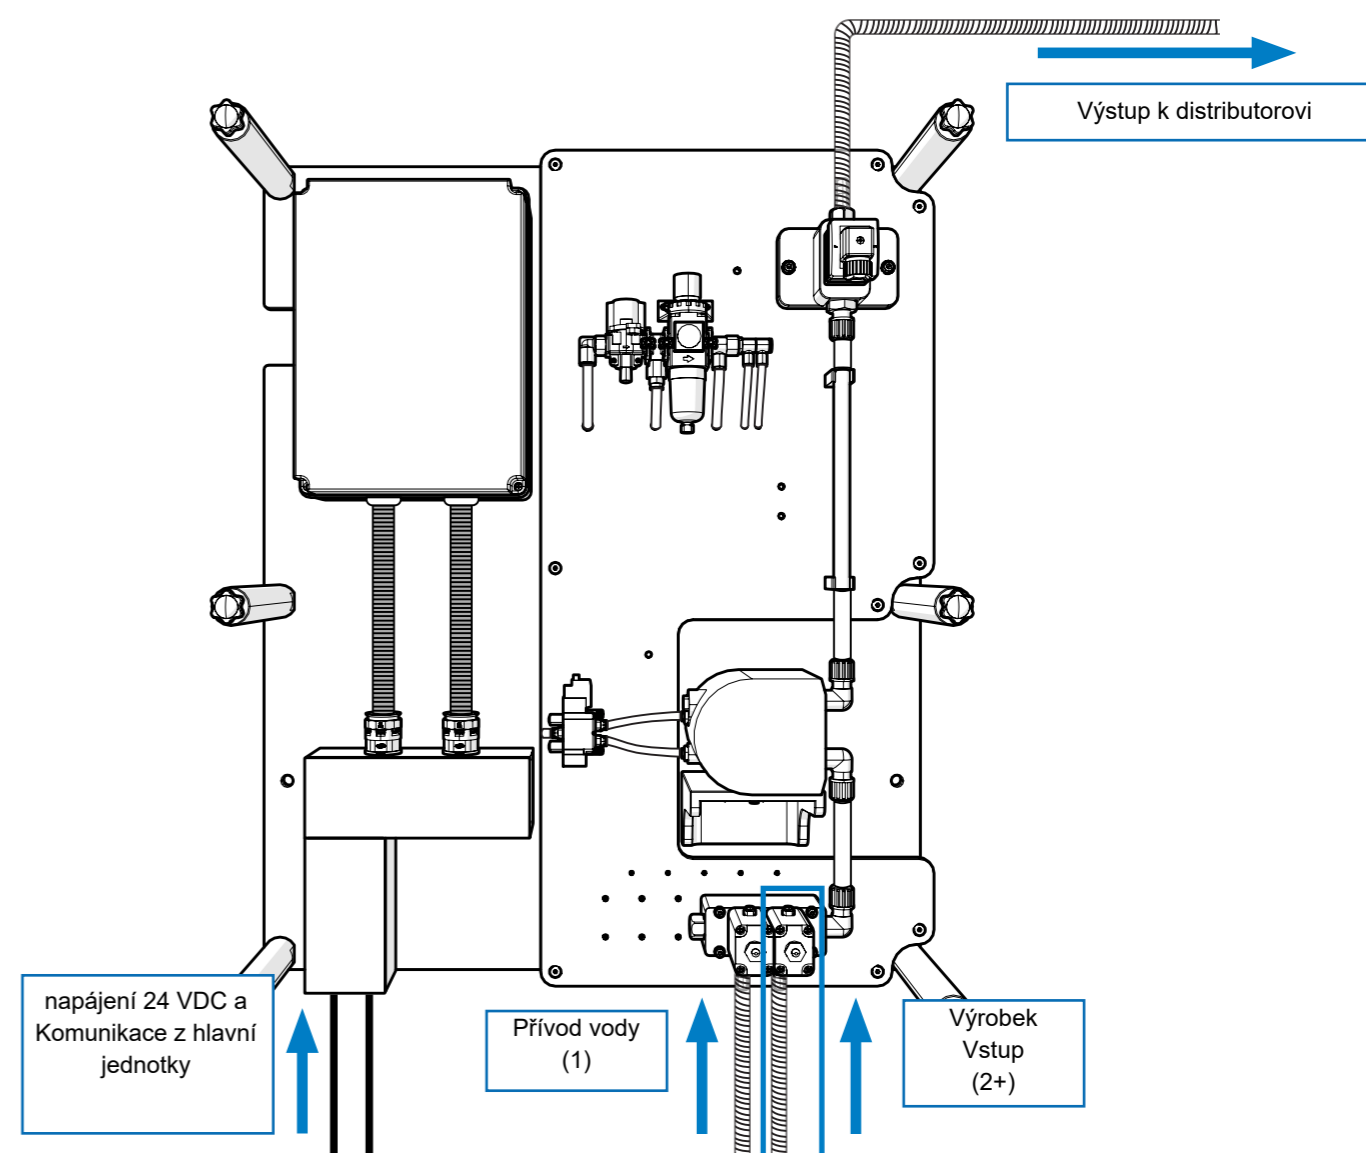 Výstup k distributorovi
napájení 24 VDC a
Komunikace z hlavní
jednotky
Přívod vody
(1)
Výrobek
Vstup
(2+)